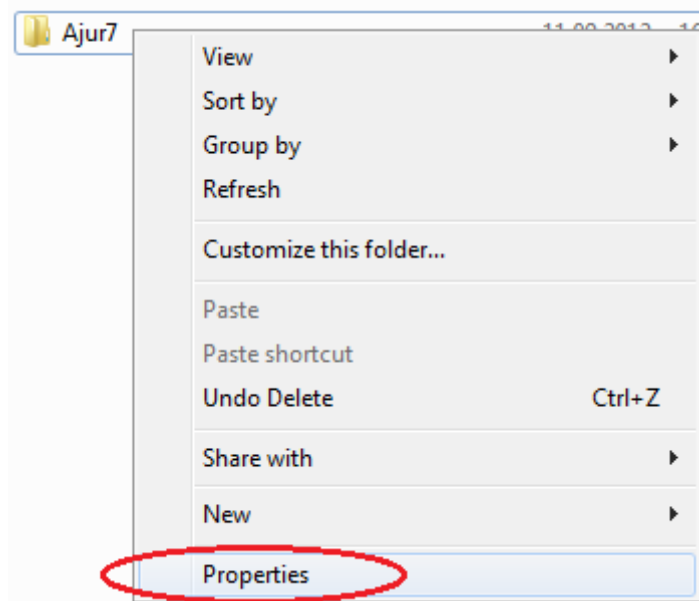 Ajur7
View
Sort by
Group by
Refresh
Customize this folder...
Paste
Paste shortcut
Undo Delete Ctrl+Z
Share with
New
Properties